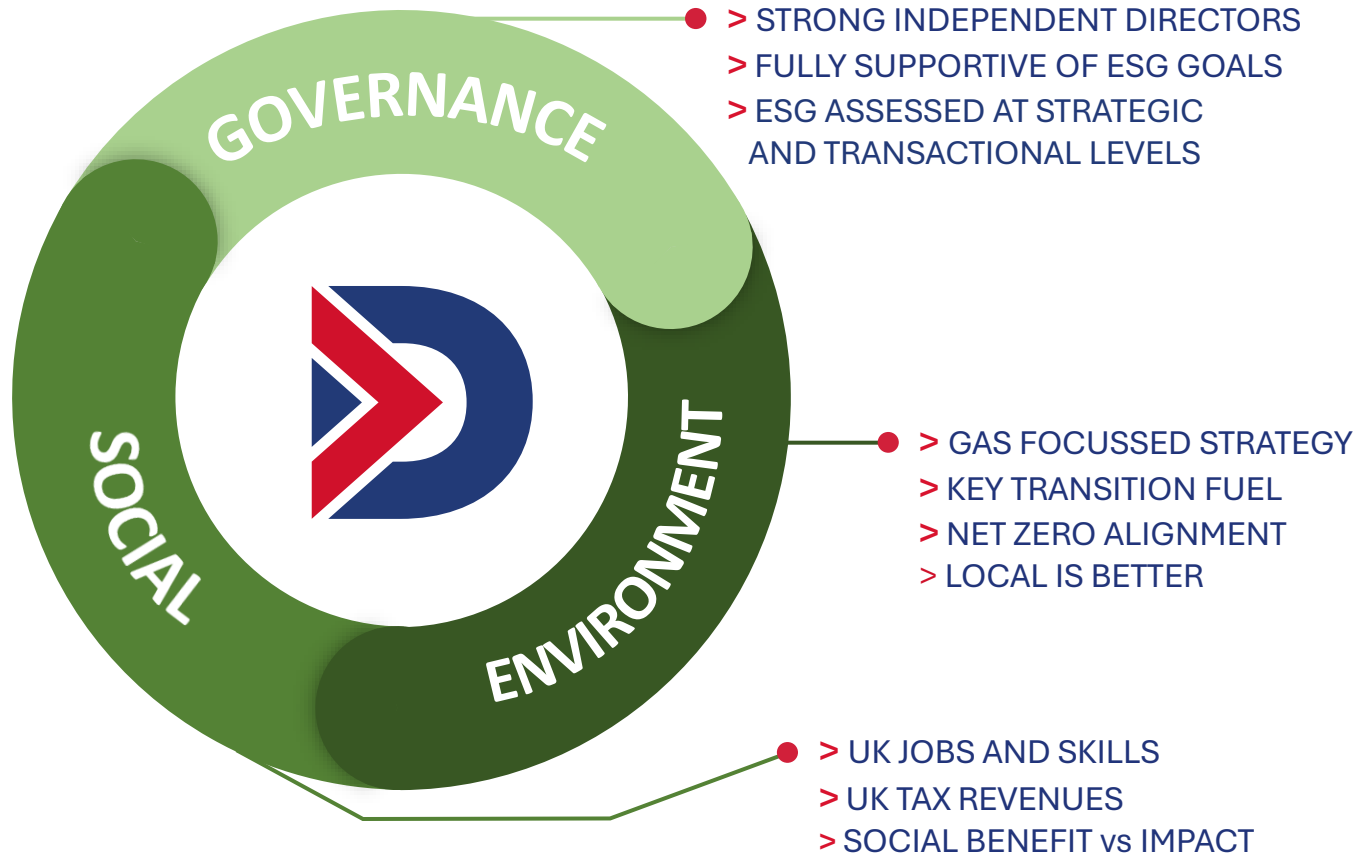 GOVERNANCE
> STRONG INDEPENDENT DIRECTORS
> FULLY SUPPORTIVE OF ESG GOALS
> ESG ASSESSED AT STRATEGIC
AND TRANSACTIONAL LEVELS
ENVIRONMENT
> GAS FOCUSSED STRATEGY
> KEY TRANSITION FUEL
> NET ZERO ALIGNMENT
> LOCAL IS BETTER
SOCIAL
> UK JOBS AND SKILLS
> UK TAX REVENUES
> SOCIAL BENEFIT vs IMPACT